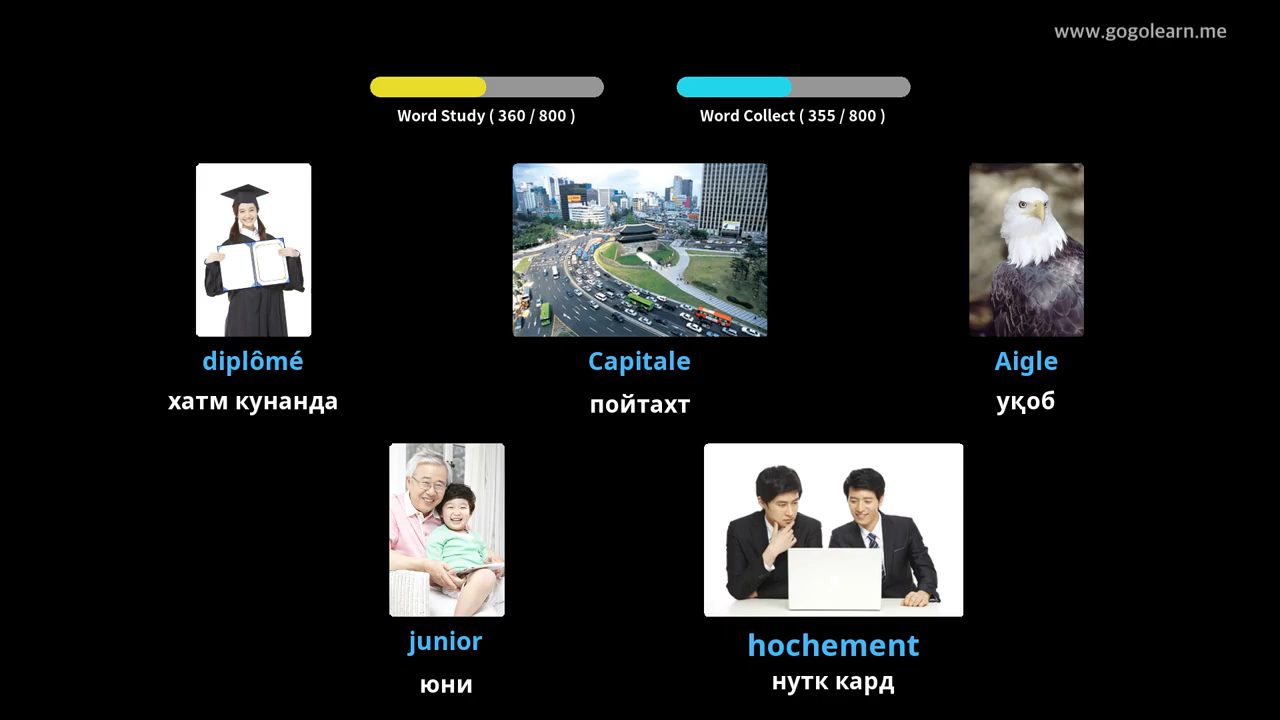 www.gogolearn.me
Word Study ( 360 / 800 )
Word Collect ( 355 / 800 )
diplômé
хатм кунанда
Capitale
пойтахт
Aigle
уқоб
junior
юни
hochement
нутк кард